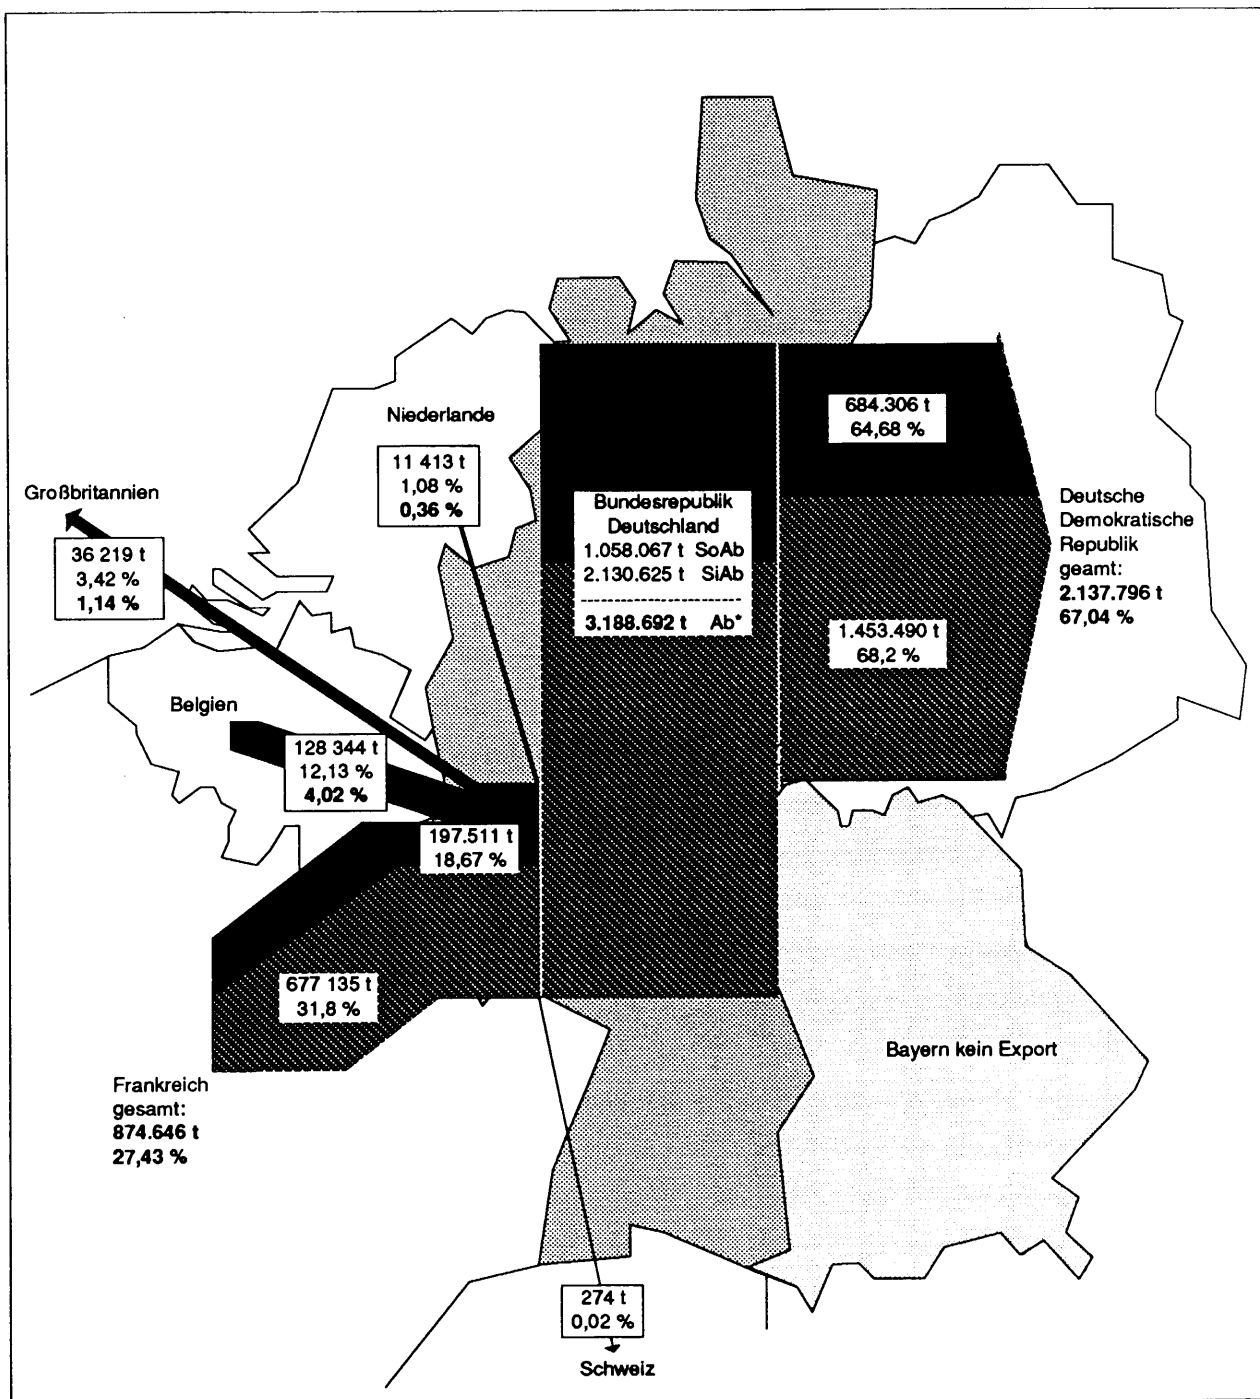 684.306 t
64,68 %
Niederlande
11 413 t
1,08 %
0,36 %
Großbritannien
36 219 t
3,42 %
1,14 %
Bundesrepublik
Deutschland
1.058.067 t SoAb
2.130.625 t SiAb
3.188.692 t Ab*
Deutsche
Demokratische
Republik
geamt:
2.137.796 t
67,04 %
1.453.490 t
68,2 %
Belgien
128 344 t
12,13 %
4,02 %
197.511 t
18,67 %
677 135 t
31,8 %
Frankreich
gesamt:
874.646 t
27,43 %
Bayern kein Export
274 t
0,02 %
Schweiz